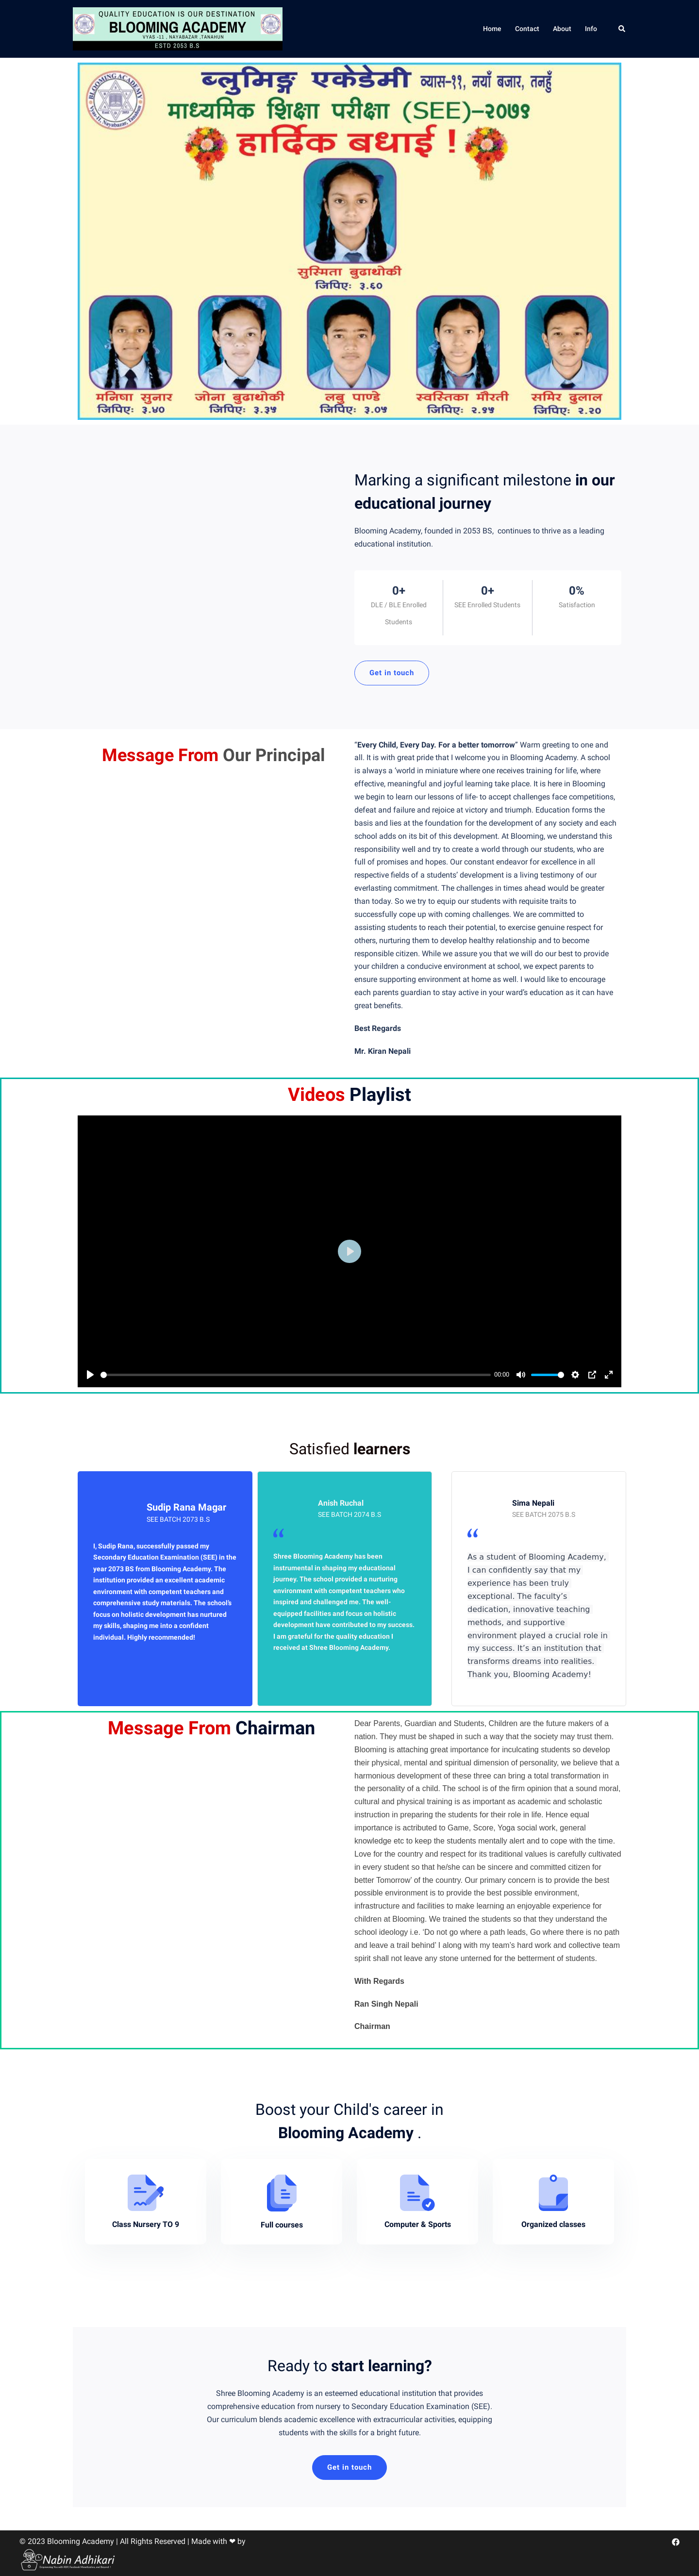 QUALITY EDUCATION IS OUR DESTINATION
BLOOMING ACADEMY
VYAS -11 , NAYABAZAR ,TANAHUN
ESTD 2053 B.S
Home
Contact
About
Info
ब्लुमिङ्ग एकेडेमी व्यास-११, नयाँ बजार, तनहुँ
माध्यमिक शिक्षा परीक्षा (SEE)-२०७७
हार्दिक बधाई !
सुस्मिता बुढाथोकी
जिपिए: ३.६०
मनिषा सुनार
जिपिए: ३.४०
जोना बुढाथोकी
जिपिए: ३.३५
लबु पाण्डे
जिपिए: ३.०५
स्वस्तिका मौरती
जिपिए: २.९५
समिर दुलाल
जिपिए: २.२०
Marking a significant milestone in our
educational journey
Blooming Academy, founded in 2053 BS,  continues to thrive as a leading
educational institution.
0+
DLE / BLE Enrolled
Students
0+
SEE Enrolled Students
0%
Satisfaction
Get in touch
Message From Our Principal
“Every Child, Every Day. For a better tomorrow” Warm greeting to one and
all. It is with great pride that I welcome you in Blooming Academy. A school
is always a ‘world in miniature where one receives training for life, where
effective, meaningful and joyful learning take place. It is here in Blooming
we begin to learn our lessons of life- to accept challenges face competitions,
defeat and failure and rejoice at victory and triumph. Education forms the
basis and lies at the foundation for the development of any society and each
school adds on its bit of this development. At Blooming, we understand this
responsibility well and try to create a world through our students, who are
full of promises and hopes. Our constant endeavor for excellence in all
respective fields of a students’ development is a living testimony of our
everlasting commitment. The challenges in times ahead would be greater
than today. So we try to equip our students with requisite traits to
successfully cope up with coming challenges. We are committed to
assisting students to reach their potential, to exercise genuine respect for
others, nurturing them to develop healthy relationship and to become
responsible citizen. While we assure you that we will do our best to provide
your children a conducive environment at school, we expect parents to
ensure supporting environment at home as well. I would like to encourage
each parents guardian to stay active in your ward’s education as it can have
great benefits.
Best Regards
Mr. Kiran Nepali
Videos Playlist
00:00
Satisfied learners
Sudip Rana Magar
SEE BATCH 2073 B.S
I, Sudip Rana, successfully passed my
Secondary Education Examination (SEE) in the
year 2073 BS from Blooming Academy. The
institution provided an excellent academic
environment with competent teachers and
comprehensive study materials. The school’s
focus on holistic development has nurtured
my skills, shaping me into a confident
individual. Highly recommended!
Anish Ruchal
SEE BATCH 2074 B.S
Shree Blooming Academy has been
instrumental in shaping my educational
journey. The school provided a nurturing
environment with competent teachers who
inspired and challenged me. The well-
equipped facilities and focus on holistic
development have contributed to my success.
I am grateful for the quality education I
received at Shree Blooming Academy.
Sima Nepali
SEE BATCH 2075 B.S
As a student of Blooming Academy,
I can confidently say that my
experience has been truly
exceptional. The faculty’s
dedication, innovative teaching
methods, and supportive
environment played a crucial role in
my success. It’s an institution that
transforms dreams into realities.
Thank you, Blooming Academy!
Message From Chairman
Dear Parents, Guardian and Students, Children are the future makers of a
nation. They must be shaped in such a way that the society may trust them.
Blooming is attaching great importance for inculcating students so develop
their physical, mental and spiritual dimension of personality, we believe that a
harmonious development of these three can bring a total transformation in
the personality of a child. The school is of the firm opinion that a sound moral,
cultural and physical training is as important as academic and scholastic
instruction in preparing the students for their role in life. Hence equal
importance is actributed to Game, Score, Yoga social work, general
knowledge etc to keep the students mentally alert and to cope with the time.
Love for the country and respect for its traditional values is carefully cultivated
in every student so that he/she can be sincere and committed citizen for
better Tomorrow’ of the country. Our primary concern is to provide the best
possible environment is to provide the best possible environment,
infrastructure and facilities to make learning an enjoyable experience for
children at Blooming. We trained the students so that they understand the
school ideology i.e. ‘Do not go where a path leads, Go where there is no path
and leave a trail behind’ I along with my team’s hard work and collective team
spirit shall not leave any stone unterned for the betterment of students.
With Regards
Ran Singh Nepali
Chairman
Boost your Child's career in
Blooming Academy .
Class Nursery TO 9
Full courses
Computer & Sports
Organized classes
Ready to start learning?
Shree Blooming Academy is an esteemed educational institution that provides
comprehensive education from nursery to Secondary Education Examination (SEE).
Our curriculum blends academic excellence with extracurricular activities, equipping
students with the skills for a bright future.
Get in touch
© 2023 Blooming Academy | All Rights Reserved | Made with ❤ by
Nabin Adhikari